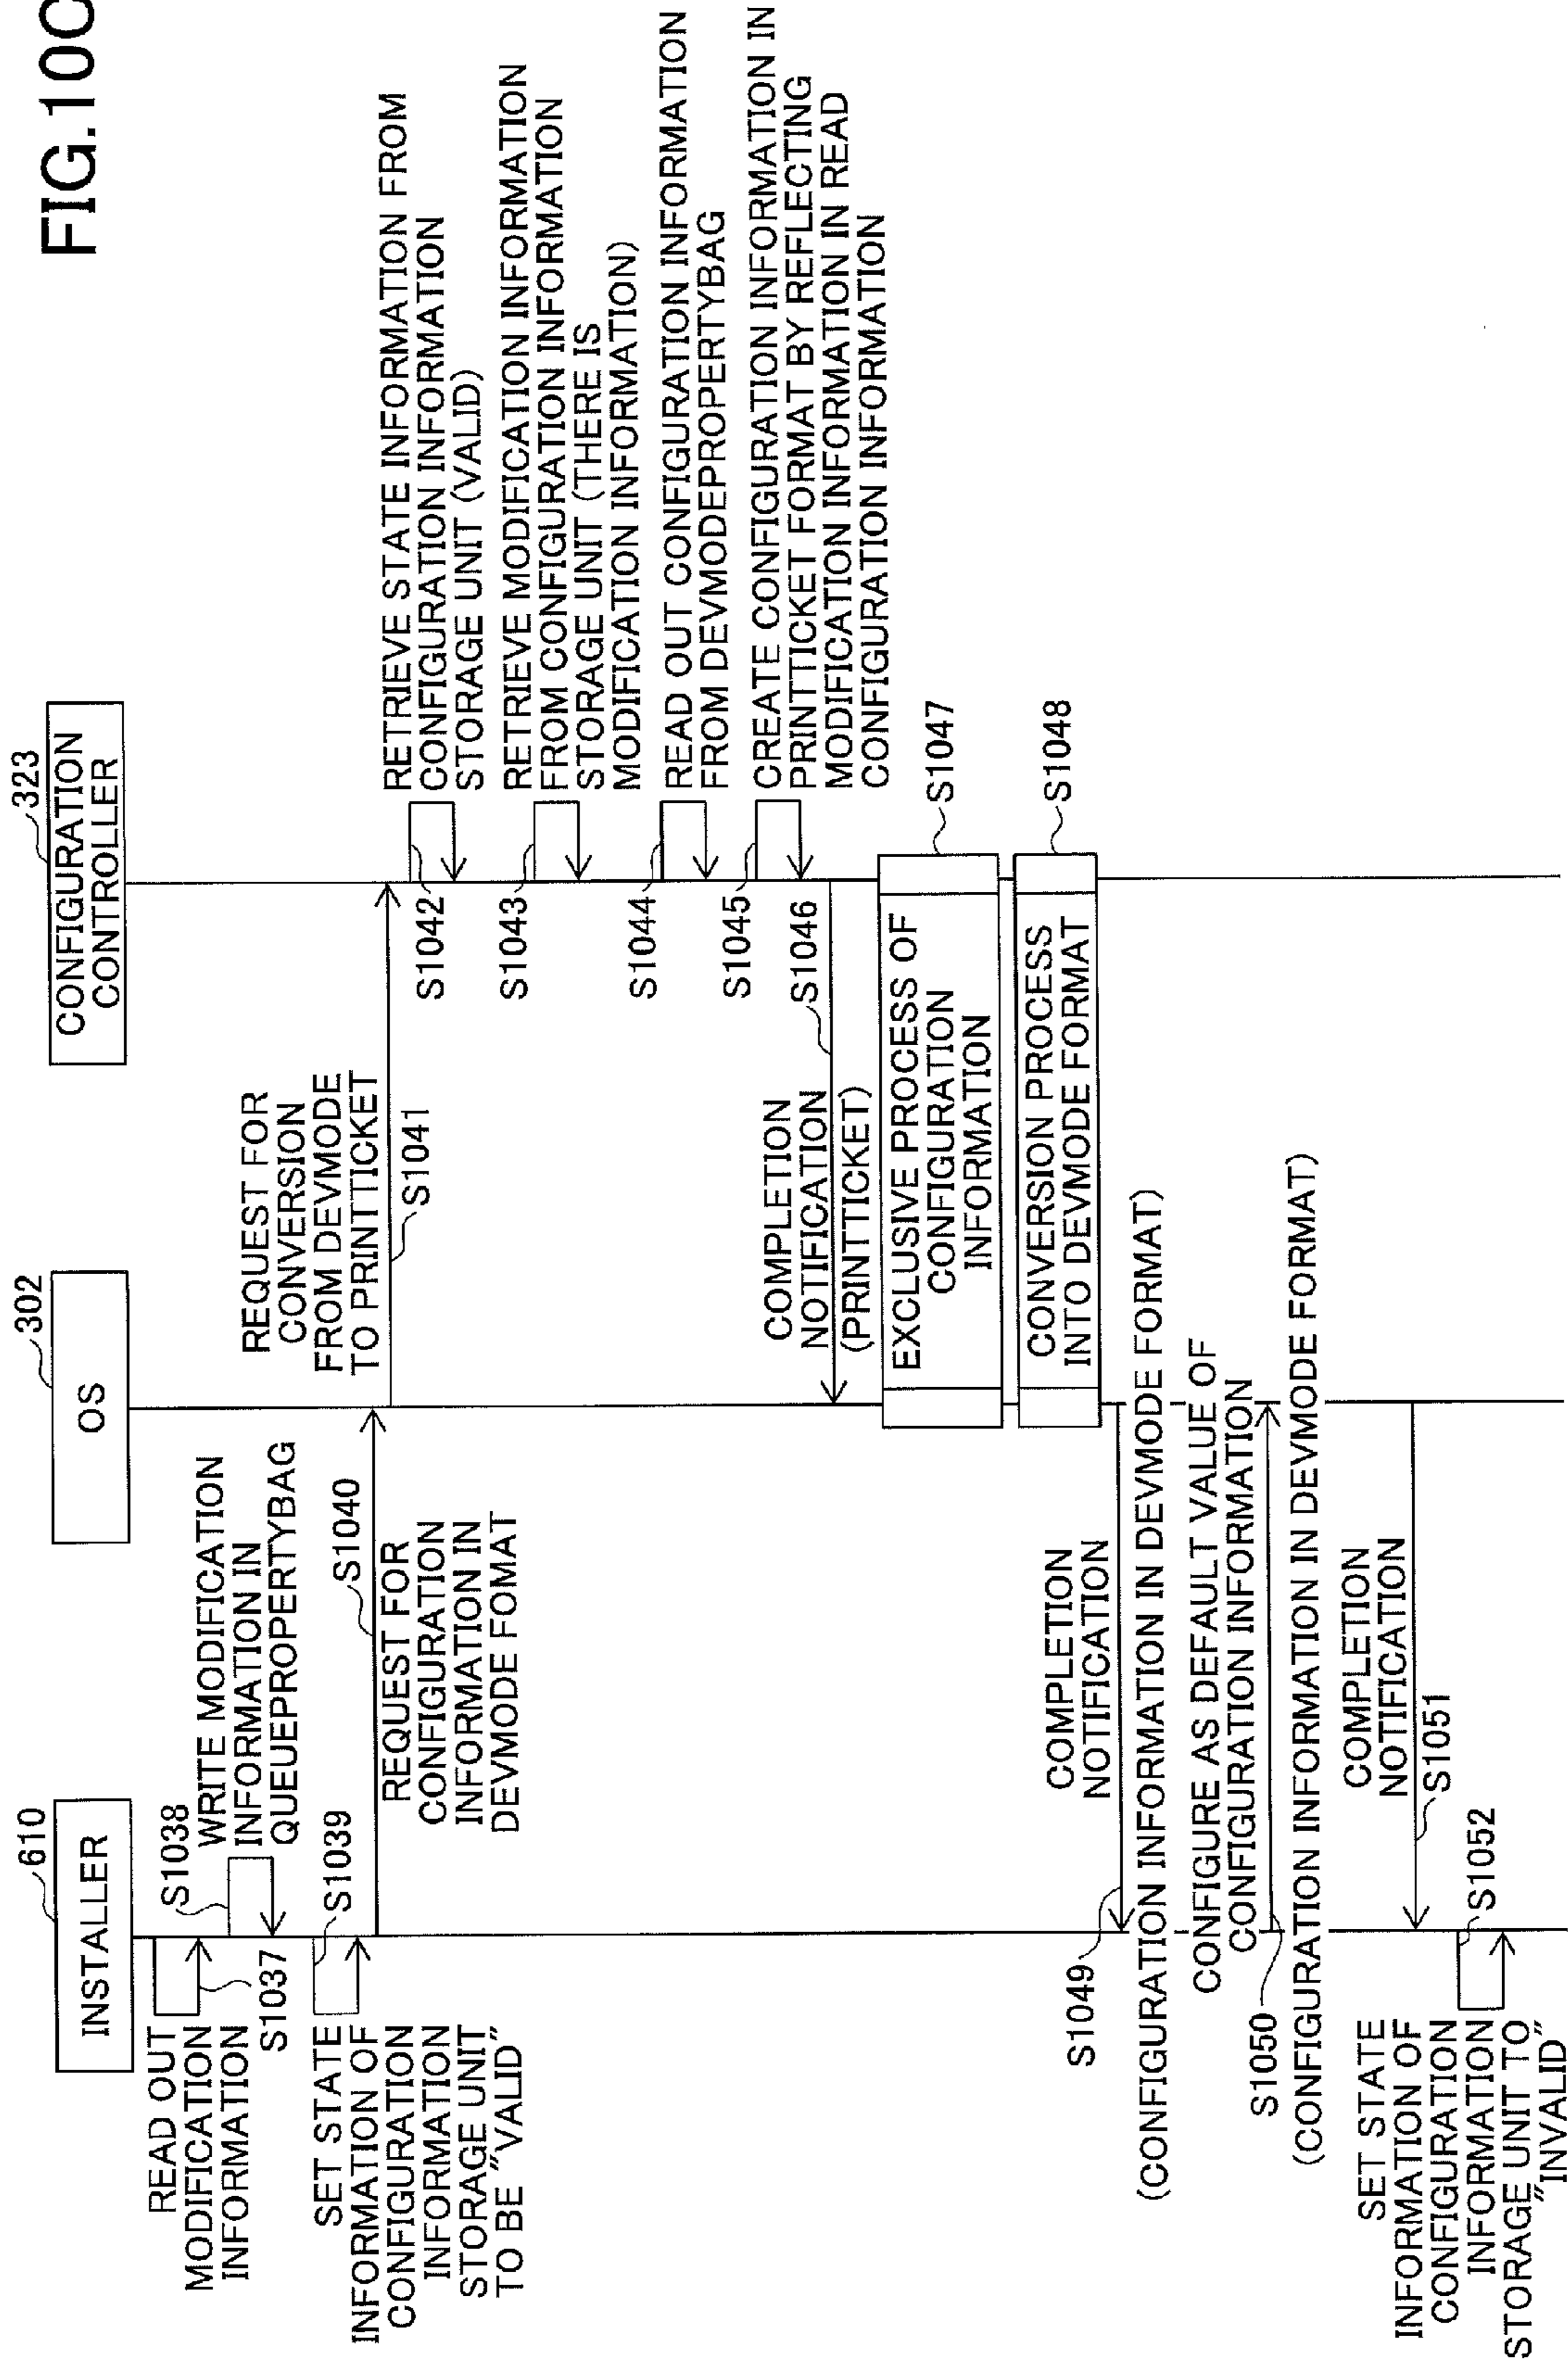 FIG.10C
610
INSTALLER
302
OS
323
CONFIGURATION
CONTROLLER
READ OUT
MODIFICATION
INFORMATION
S1037
S1038
WRITE MODIFICATION
INFORMATION IN
QUEUEPROPERTYBAG
SET STATE
INFORMATION OF
CONFIGURATION
INFORMATION
STORAGE UNIT
TO BE "VALID"
S1039
S1040
REQUEST FOR
CONFIGURATION
INFORMATION IN
DEVMODE FOMAT
REQUEST FOR
CONVERSION
FROM DEVMODE
TO PRINTTICKET
S1041
S1042
RETRIEVE STATE INFORMATION FROM
CONFIGURATION INFORMATION
STORAGE UNIT (VALID)
S1043
RETRIEVE MODIFICATION INFORMATION
FROM CONFIGURATION INFORMATION
STORAGE UNIT (THERE IS
MODIFICATION INFORMATION)
S1044
READ OUT CONFIGURATION INFORMATION
FROM DEVMODEPROPERTYBAG
S1045
CREATE CONFIGURATION INFORMATION IN
PRINTTICKET FORMAT BY REFLECTING
MODIFICATION INFORMATION IN READ
CONFIGURATION INFORMATION
COMPLETION
NOTIFICATION
(PRINTTICKET)
S1046
EXCLUSIVE PROCESS OF
CONFIGURATION
INFORMATION
S1047
CONVERSION PROCESS
INTO DEVMODE FORMAT
S1048
COMPLETION
NOTIFICATION
S1049
(CONFIGURATION INFORMATION IN DEVMODE FORMAT)
CONFIGURE AS DEFAULT VALUE OF
CONFIGURATION INFORMATION
S1050
(CONFIGURATION INFORMATION IN DEVMODE FORMAT)
COMPLETION
NOTIFICATION
S1051
S1052
SET STATE
INFORMATION OF
CONFIGURATION
INFORMATION
STORAGE UNIT TO
"INVALID"